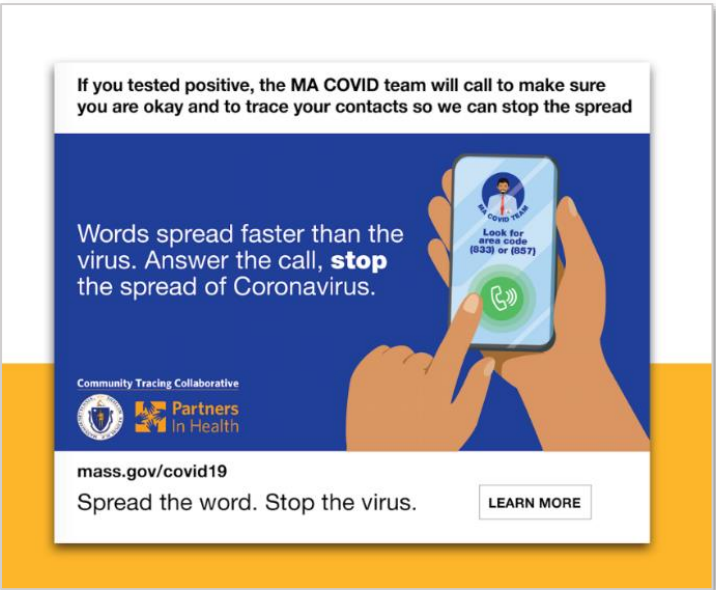 If you tested positive, the MA COVID team will call to make sure
you are okay and to trace your contacts so we can stop the spread
Words spread faster than the
virus. Answer the call, stop
the spread of Coronavirus.
MA COVID TEAM
Look for
area code
(833) or (857)
Community Tracing Collaborative
Partners
In Health
mass.gov/covid19
Spread the word. Stop the virus.
LEARN MORE